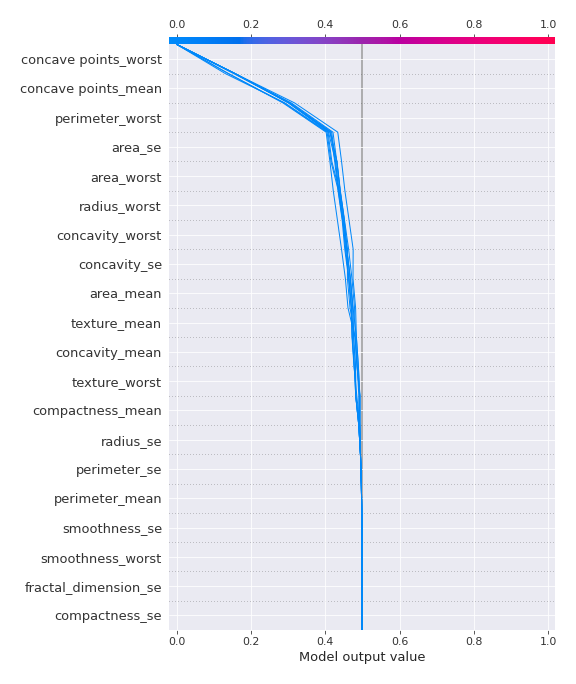 0.0 0.2 0.4 0.6 0.8 1.0
concave points_worst
concave points_mean
perimeter_worst
area_se
area_worst
radius_worst
concavity_worst
concavity_se
area_mean
texture_mean
concavity_mean
texture_worst
compactness_mean
radius_se
perimeter_se
perimeter_mean
smoothness_se
smoothness_worst
fractal_dimension_se
compactness_se
0.0 0.2 0.4 0.6 0.8 1.0
Model output value